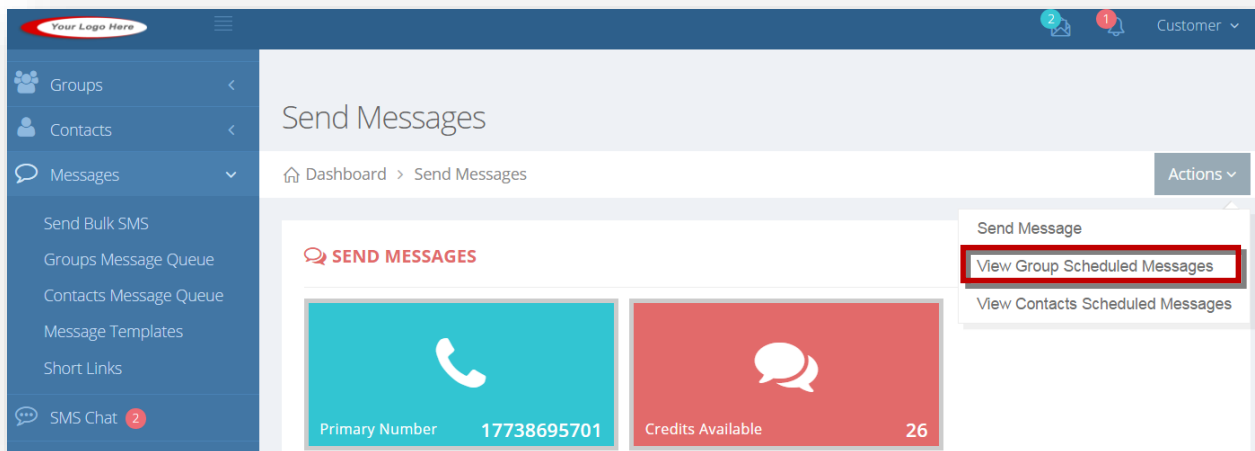 Your Logo Here
2
1
Customer
Groups
Contacts
Messages
Send Bulk SMS
Groups Message Queue
Contacts Message Queue
Message Templates
Short Links
SMS Chat 2
Send Messages
Dashboard > Send Messages
Actions
Send Message
View Group Scheduled Messages
View Contacts Scheduled Messages
SEND MESSAGES
Primary Number 17738695701
Credits Available 26